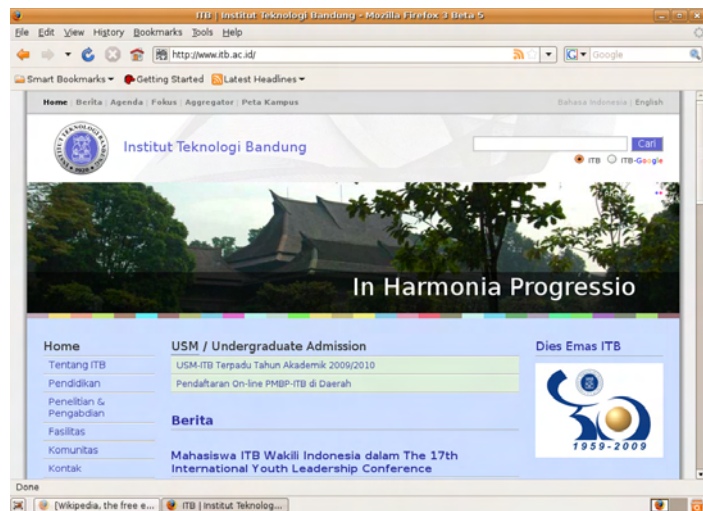 ITB | Institut Teknologi Bandung - Mozilla Firefox 3 Beta 5
File Edit View History Bookmarks Tools Help
http://www.itb.ac.id/
Google
Smart Bookmarks Getting Started Latest Headlines
Home | Berita | Agenda | Fokus | Aggregator | Peta Kampus
Bahasa Indonesia | English
Institut Teknologi Bandung
Cari
ITB ITB-Google
In Harmonia Progressio
Home
Tentang ITB
Pendidikan
Penelitian &
Pengabdian
Fasilitas
Komunitas
Kontak
USM / Undergraduate Admission
USM-ITB Terpadu Tahun Akademik 2009/2010
Pendaftaran On-line PMBP-ITB di Daerah
Berita
Mahasiswa ITB Wakili Indonesia dalam The 17th
International Youth Leadership Conference
Dies Emas ITB
50
1959-2009
Done
[Wikipedia, the free e...
ITB | Institut Teknolog...